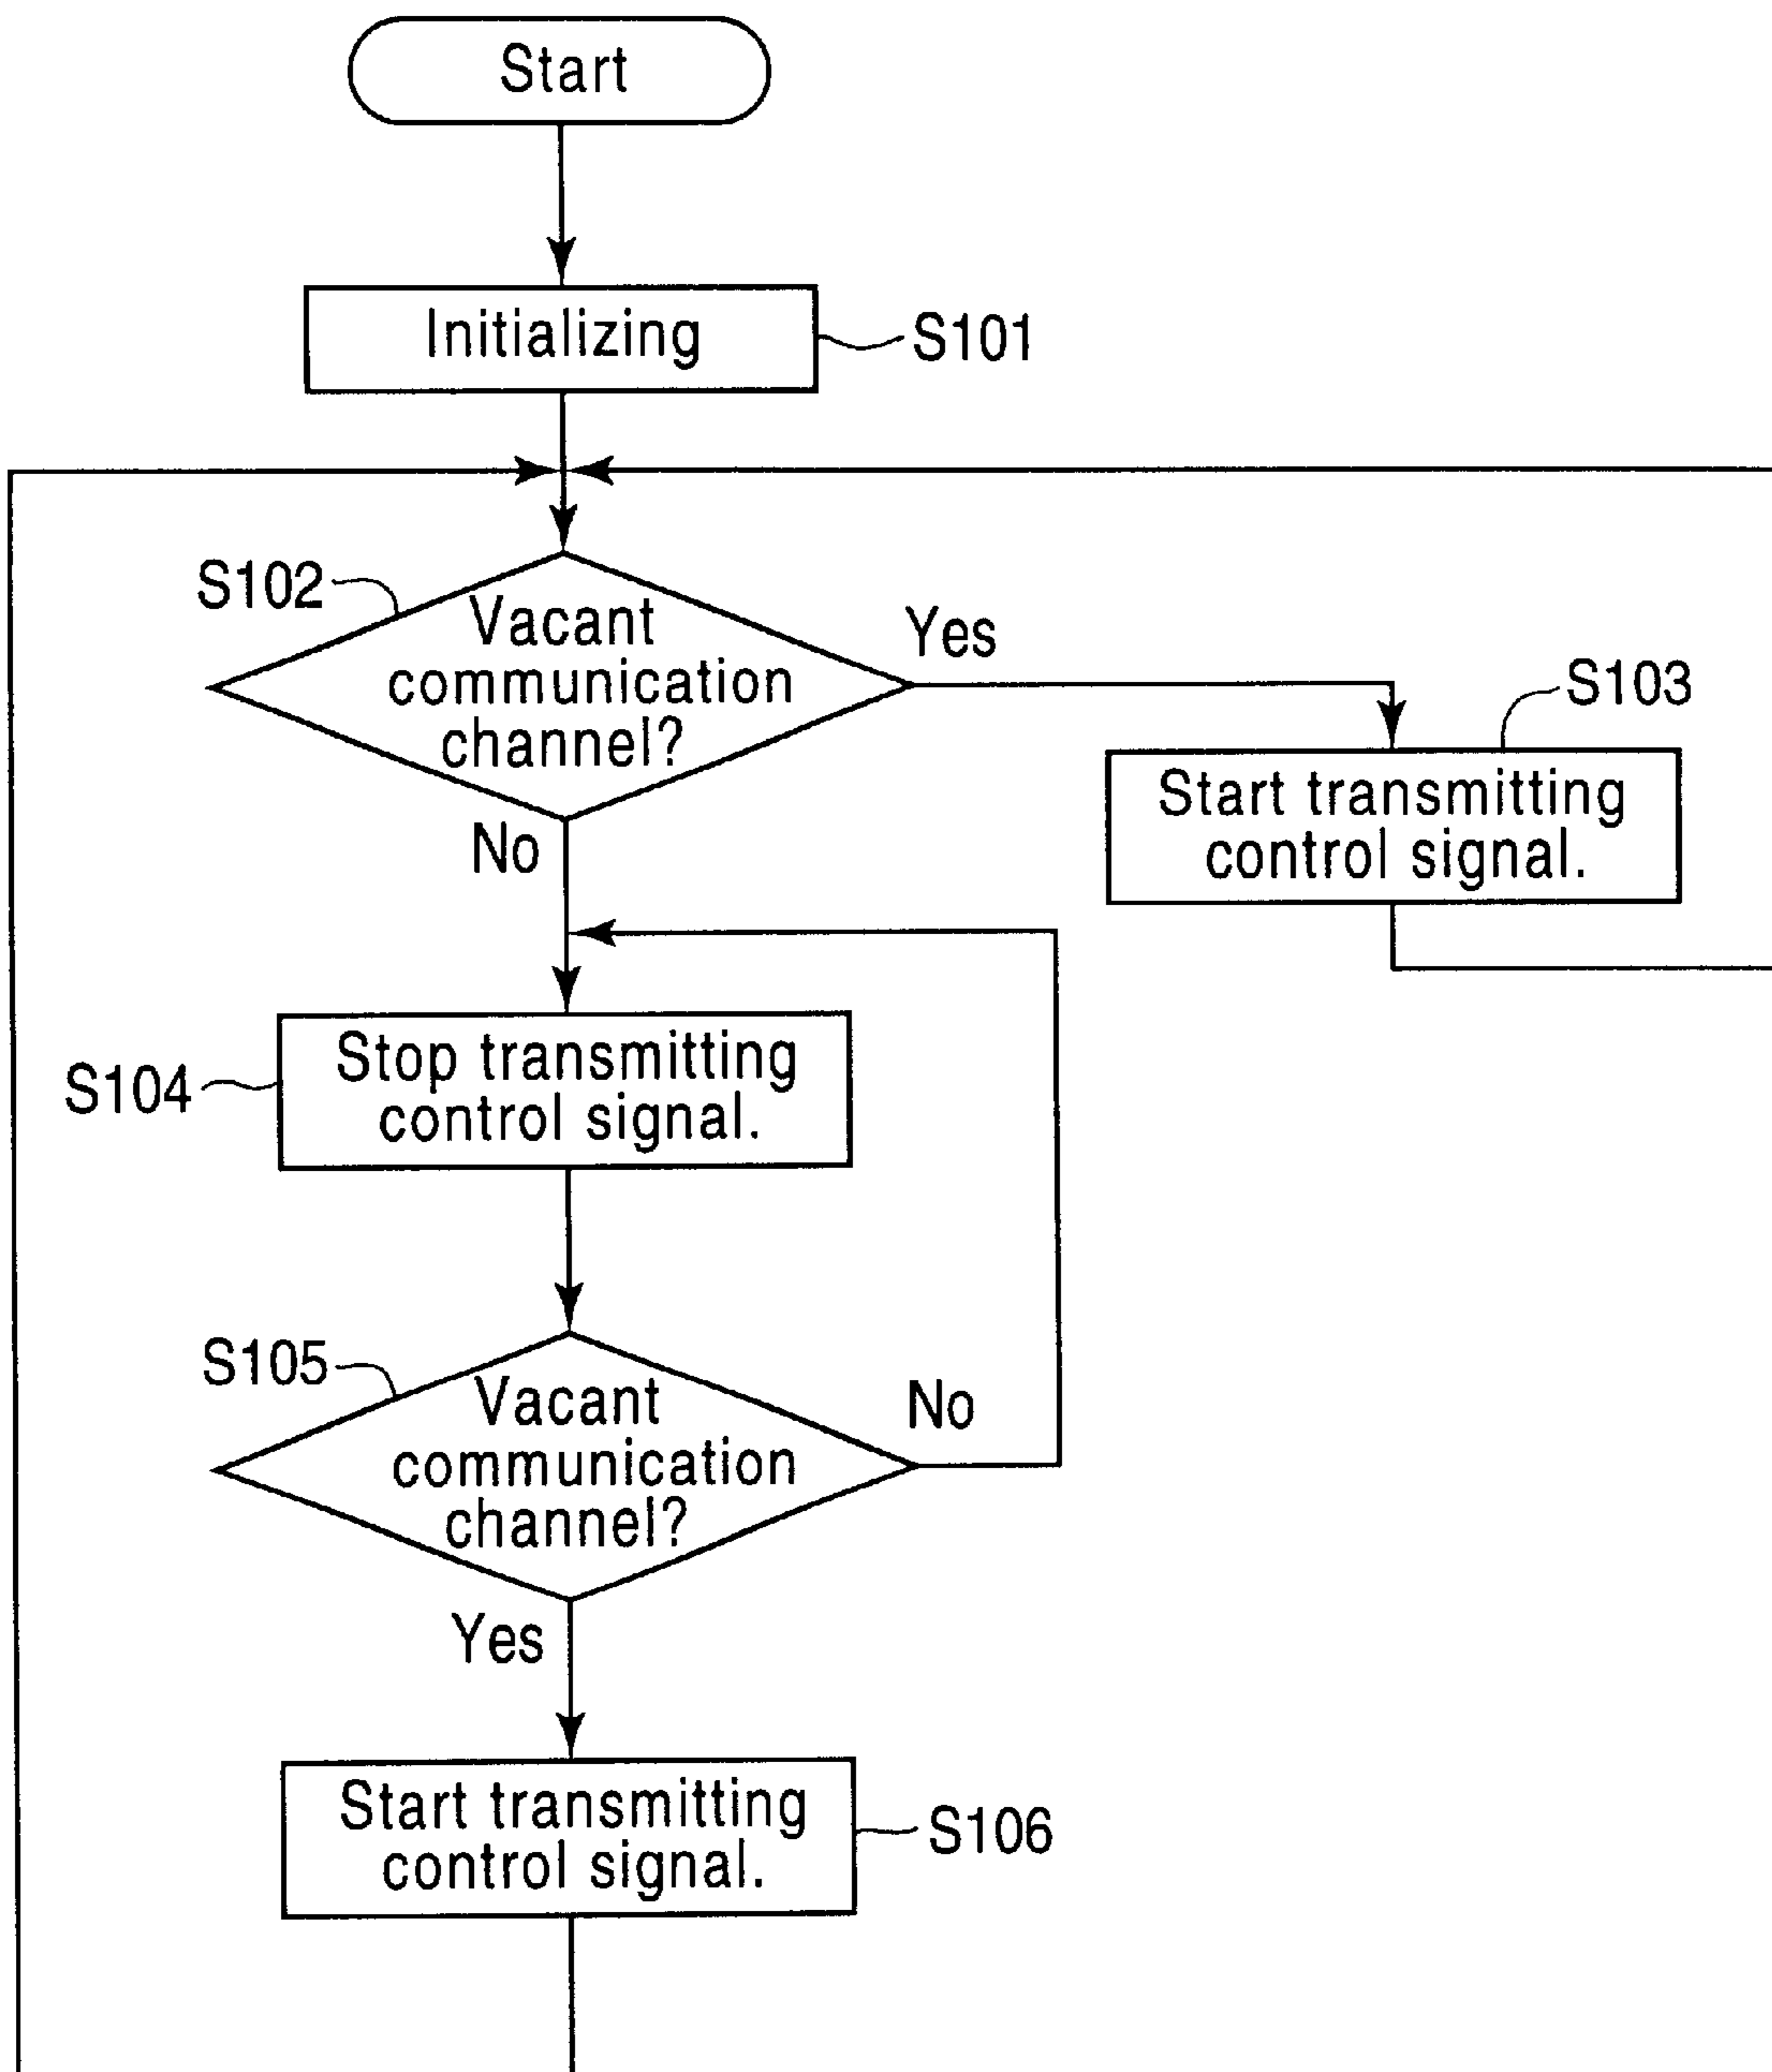 Start
Initializing
S101
S102
Vacant
communication
channel?
Yes
S103
Start transmitting
control signal.
No
S104
Stop transmitting
control signal.
S105
Vacant
communication
channel?
No
Yes
Start transmitting
control signal.
S106